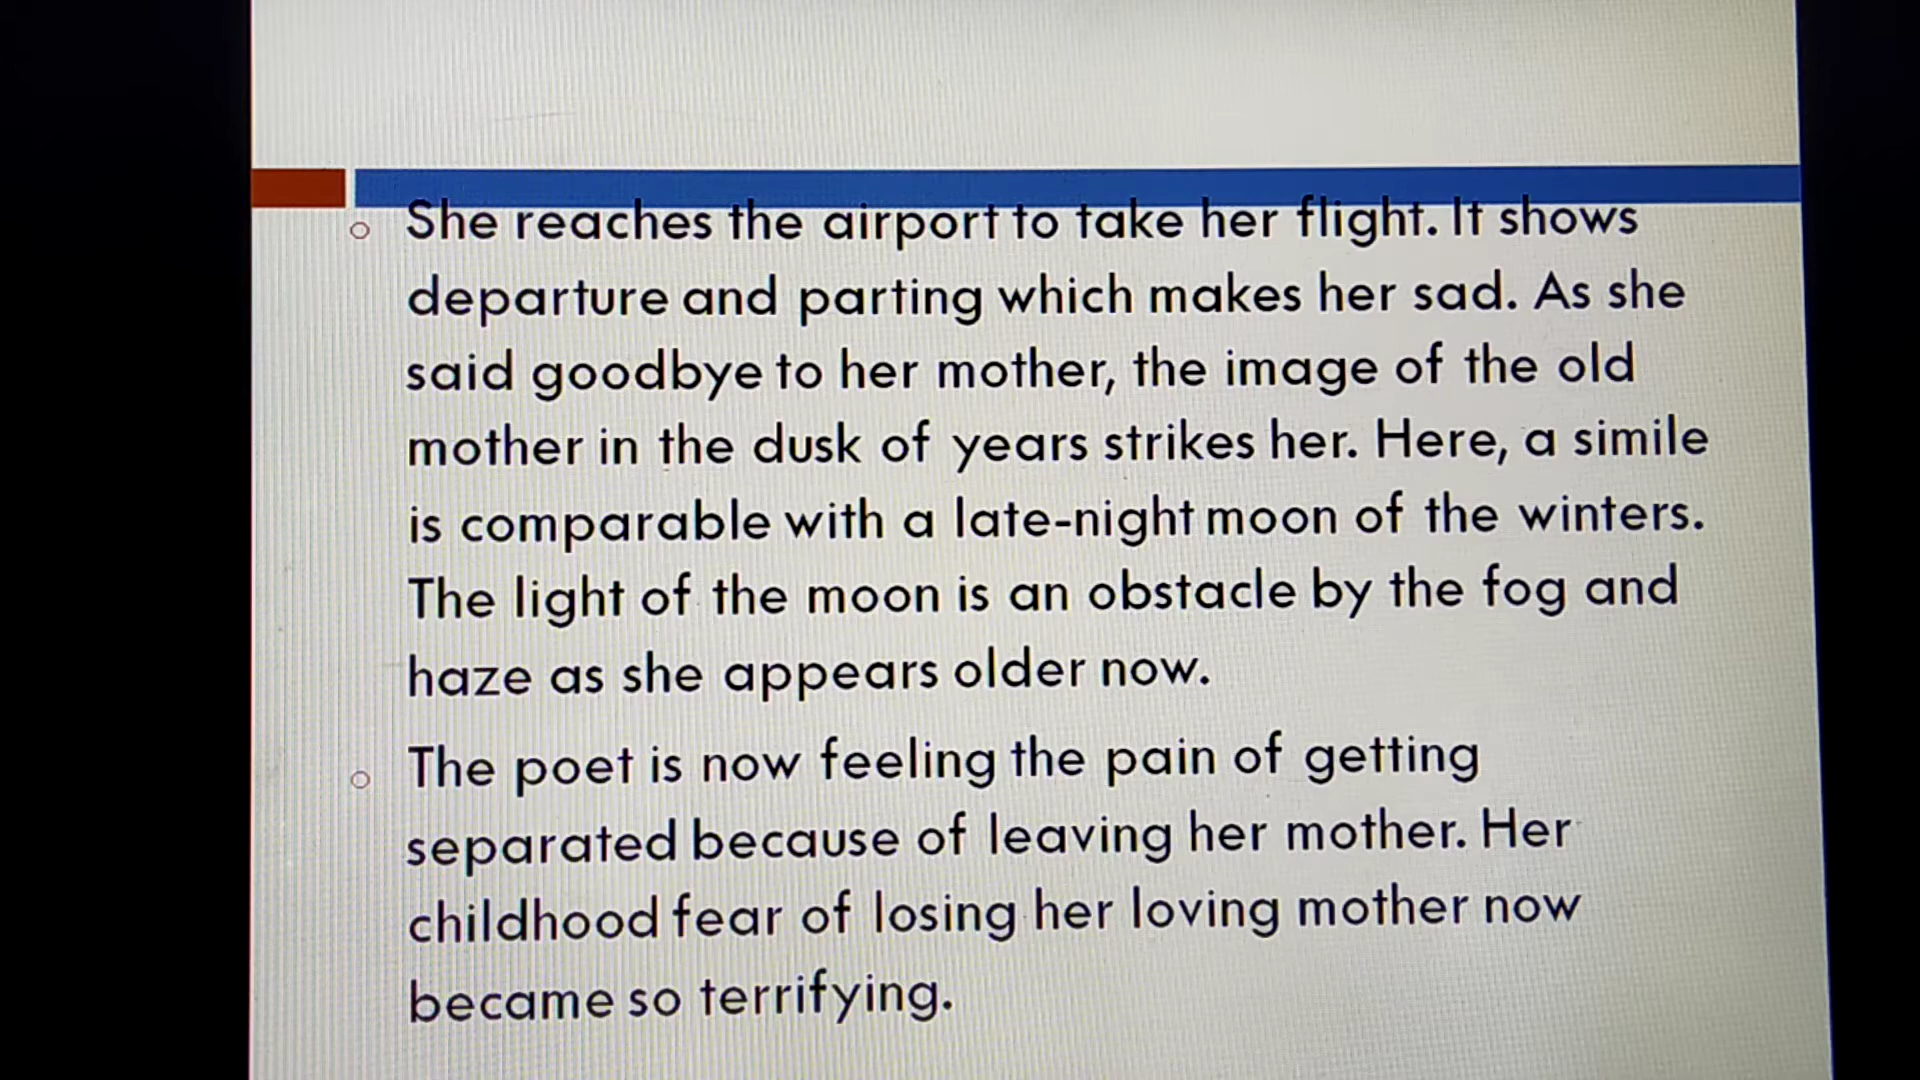 She reaches the airport to take her flight. It shows
departure and parting which makes her sad. As she
said goodbye to her mother, the image of the old
mother in the dusk of years strikes her. Here, a simile
is comparable with a late-night moon of the winters.
The light of the moon is an obstacle by the fog and
haze as she appears older now.
The poet is now feeling the pain of getting
separated because of leaving her mother. Her
childhood fear of losing her loving mother now
became so terrifying.